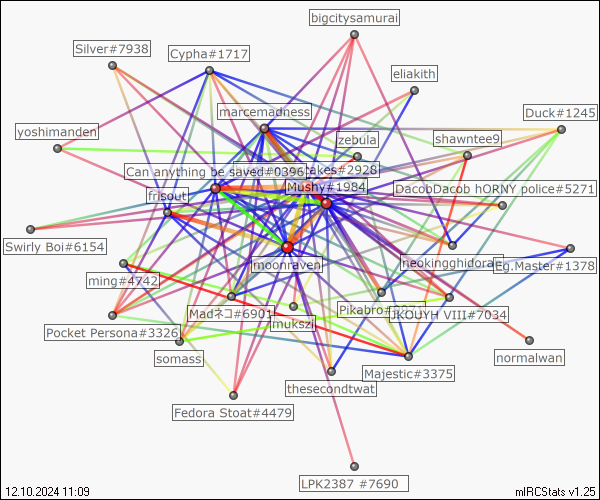 bigcitysamurai
Silver#7938
Cypha#1717
eliakith
marcemadness
Duck#1245
yoshimanden
zebula
shawntee9
Can anything be saved#0396
takes#2928
Mushy#1984
DacobDacob hORNY police#5271
frisout
Swirly Boi#6154
moonraven
neokingghidorah
Eg.Master#1378
ming#4742
Madネコ#6901
Pikabro#
JKOUYH VIII#7034
imukszi
Pocket Persona#3326
somass
normalwan
thesecondtwat
Majestic#3375
Fedora Stoat#4479
LPK2387 #7690
12.10.2024 11:09
mIRCStats v1.25